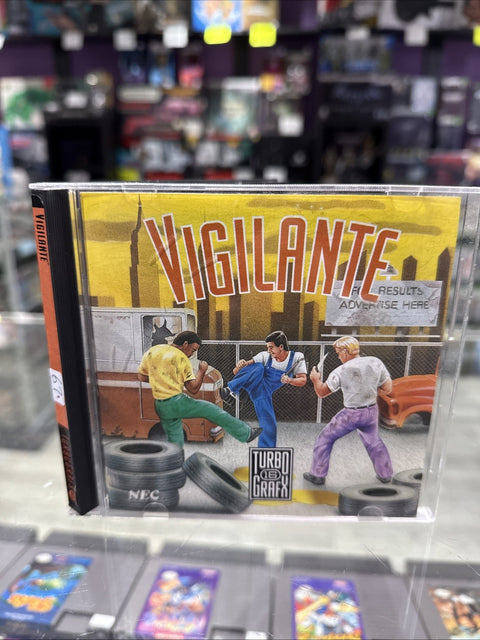 VIGILANTE
VIGILANTE
FOR RESULTS
ADVERTISE HERE
TURBO
16
GRAFX
NEC